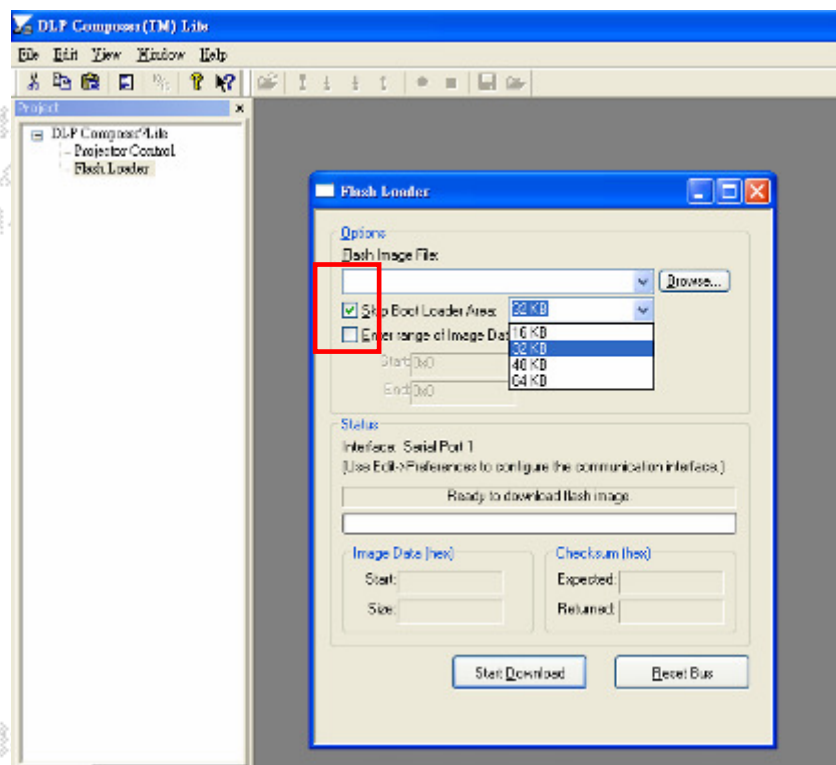 DLP Composer(TM) Lite
File Edit View Window Help
Project
DLP Composer Lite
Projector Control
Flash Loader
Flash Loader
Options
Flash Image File:
Browse...
Skip Boot Loader Area: 32 KB
Enter range of Image Dat
16 KB
32 KB
48 KB
64 KB
Start: 0x0
End: 0x0
Status
Interface: Serial Port 1
(Use Edit->Preferences to configure the communication interface.)
Ready to download flash image.
Image Data (hex)
Start:
Size:
Checksum (hex)
Expected:
Returned:
Start Download
Reset Bus